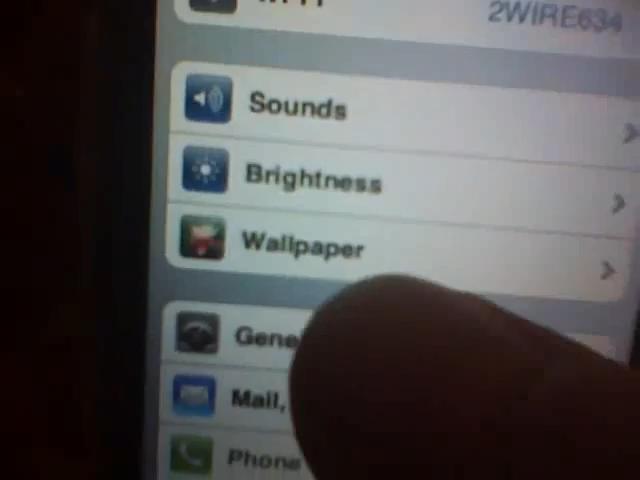 2WIRE634
Sounds
Brightness
Wallpaper
Mail,
Phone